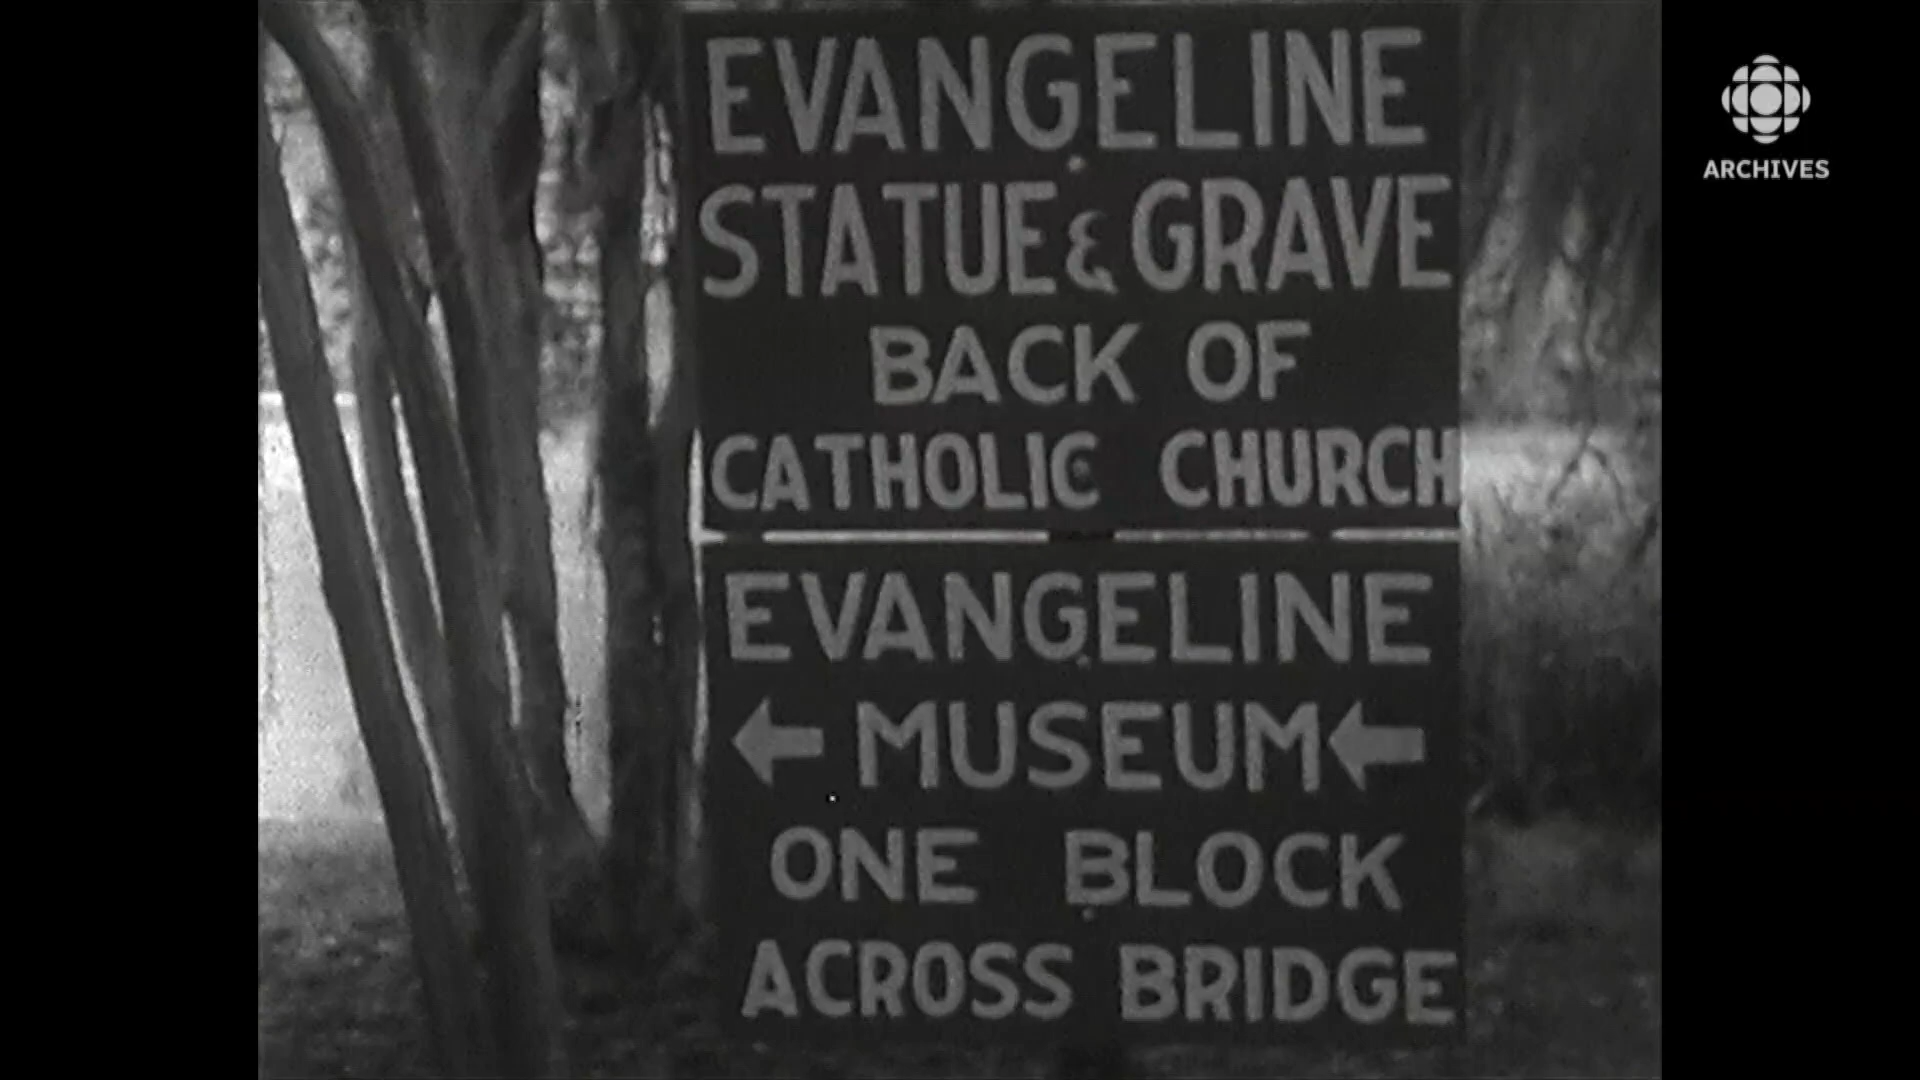 EVANGELINE
STATUE & GRAVE
BACK OF
CATHOLIC CHURCH
EVANGELINE
MUSEUM
ONE BLOCK
ACROSS BRIDGE
ARCHIVES